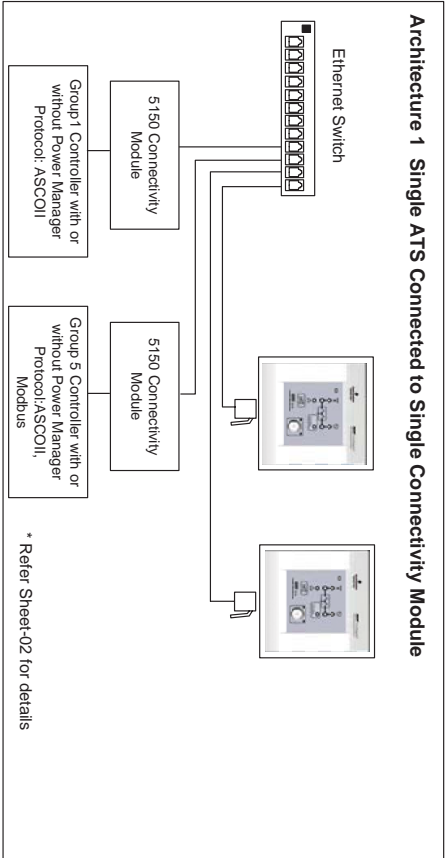 Architecture 1 Single ATS Connected to Single Connectivity Module
Ethernet Switch
5150 Connectivity
Module
Group1 Controller with or
without Power Manager
Protocol: ASCOII
5150 Connectivity
Module
Group 5 Controller with or
without Power Manager
Protocol:ASCOII,
Modbus
* Refer Sheet-02 for details